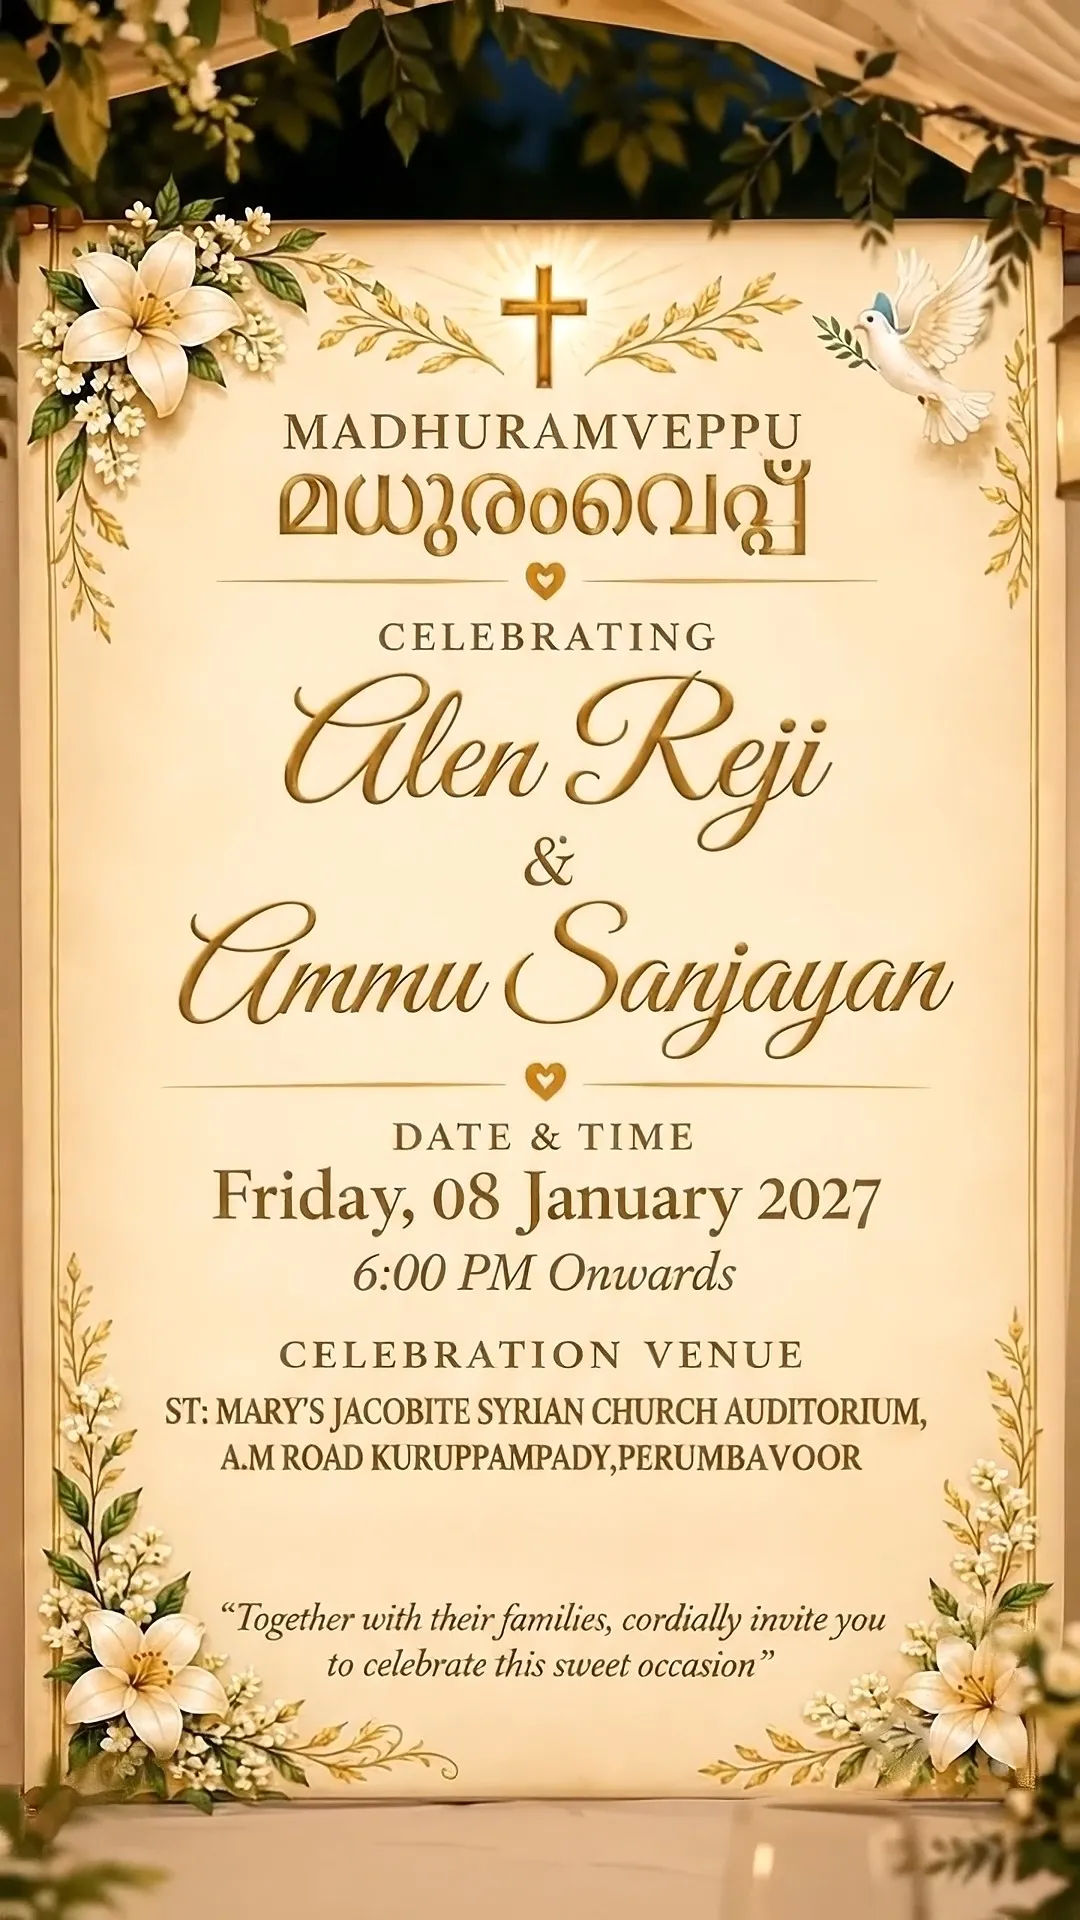 MADHURAMVEPPU
മധുരംവെപ്പ്
CELEBRATING
Alen Reji
&
Ammu Sanjayan
DATE & TIME
Friday, 08 January 2027
6:00 PM Onwards
CELEBRATION VENUE
ST: MARY'S JACOBITE SYRIAN CHURCH AUDITORIUM,
A.M ROAD KURUPPAMPADY,PERUMBAVOOR
“Together with their families, cordially invite you
to celebrate this sweet occasion”